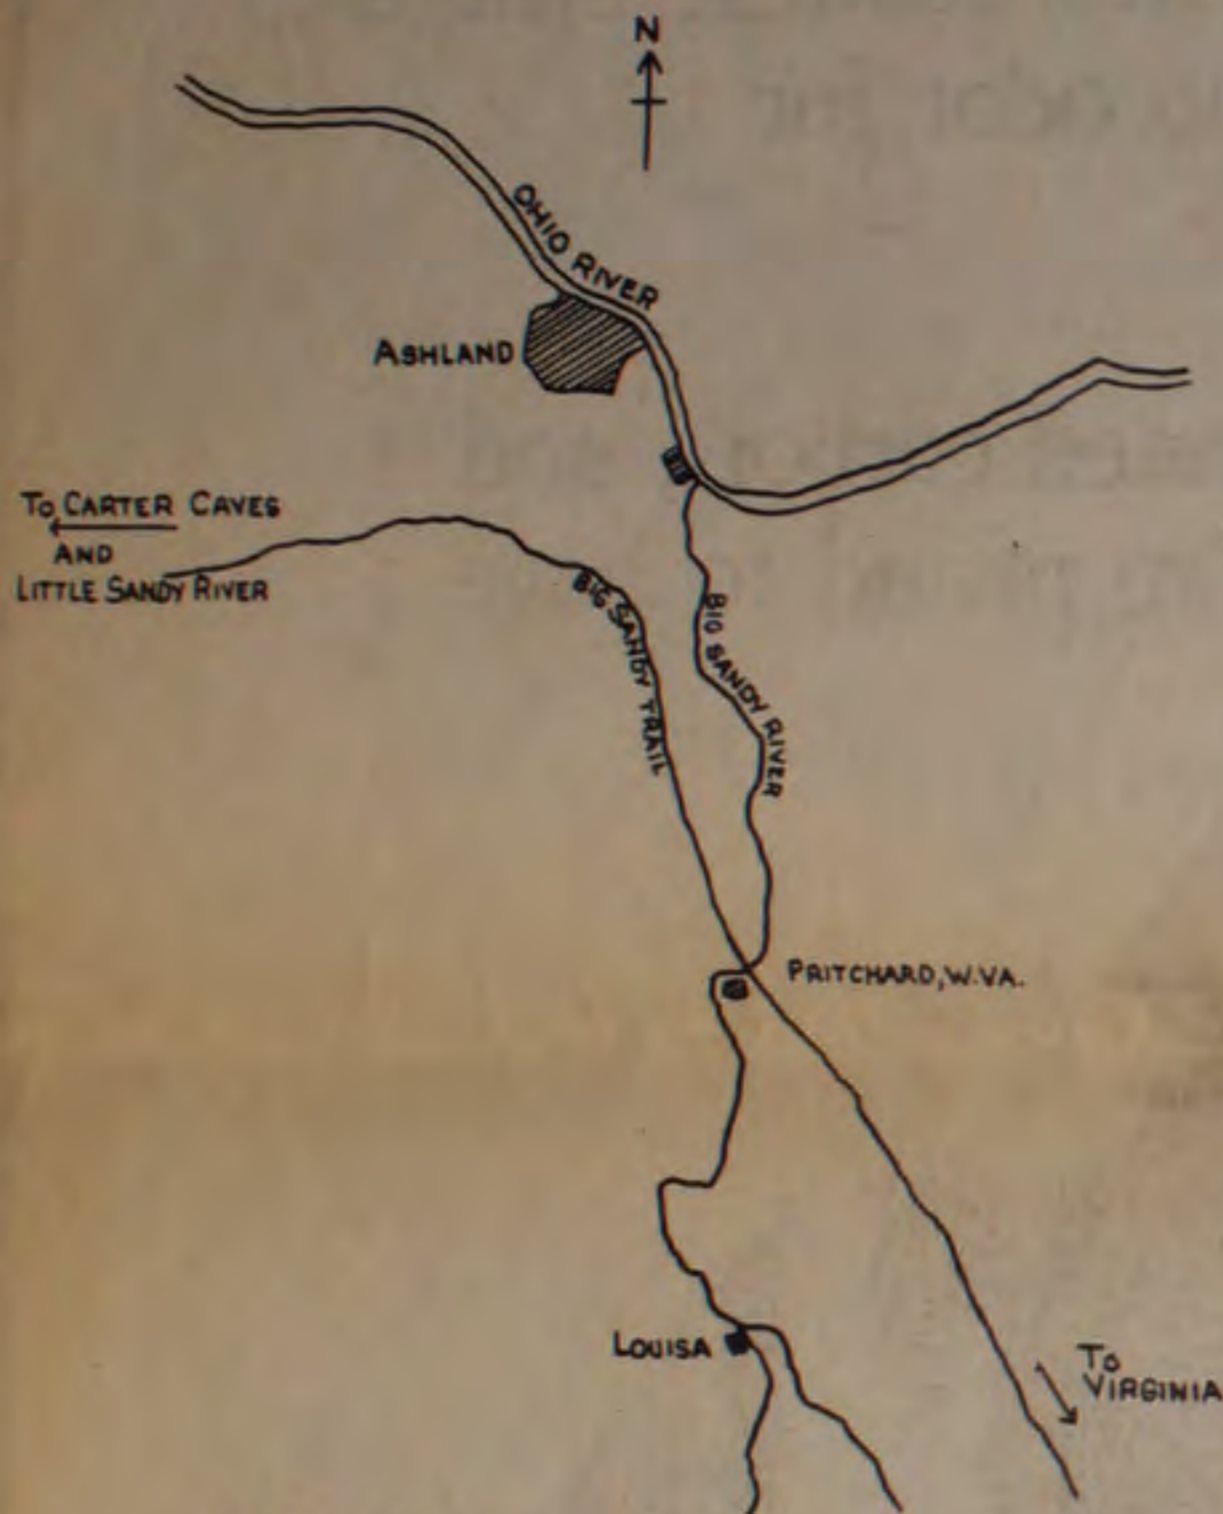 N
OHIO RIVER
ASHLAND
To CARTER CAVES
AND
LITTLE SANDY RIVER
BIG SANDY TRAIL
BIG SANDY RIVER
PRITCHARD, W. VA.
LOUISA
To
VIRGINIA